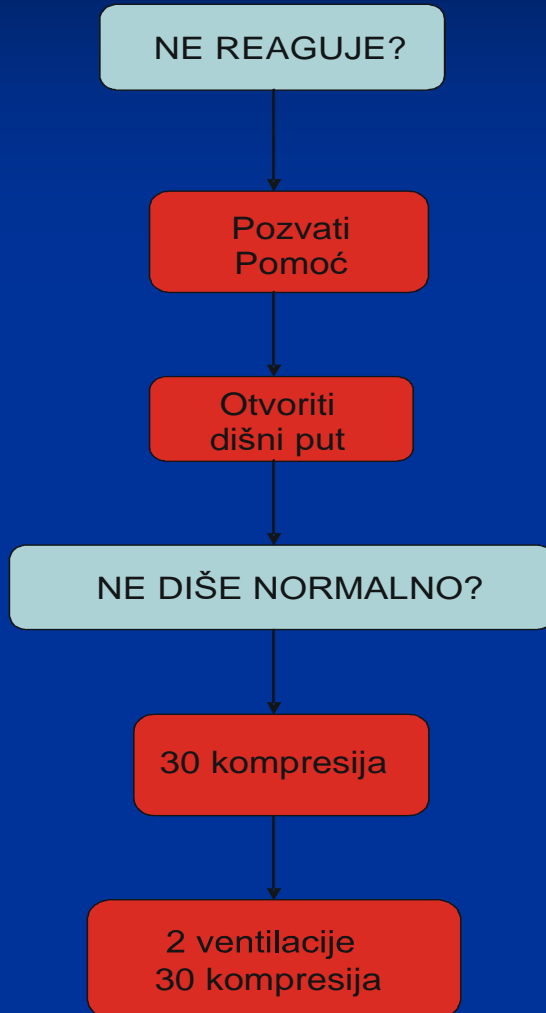 NE REAGUJE?
Pozvati
Pomoć
Otvoriti
dišni put
NE DIŠE NORMALNO?
30 kompresija
2 ventilacije
30 kompresija